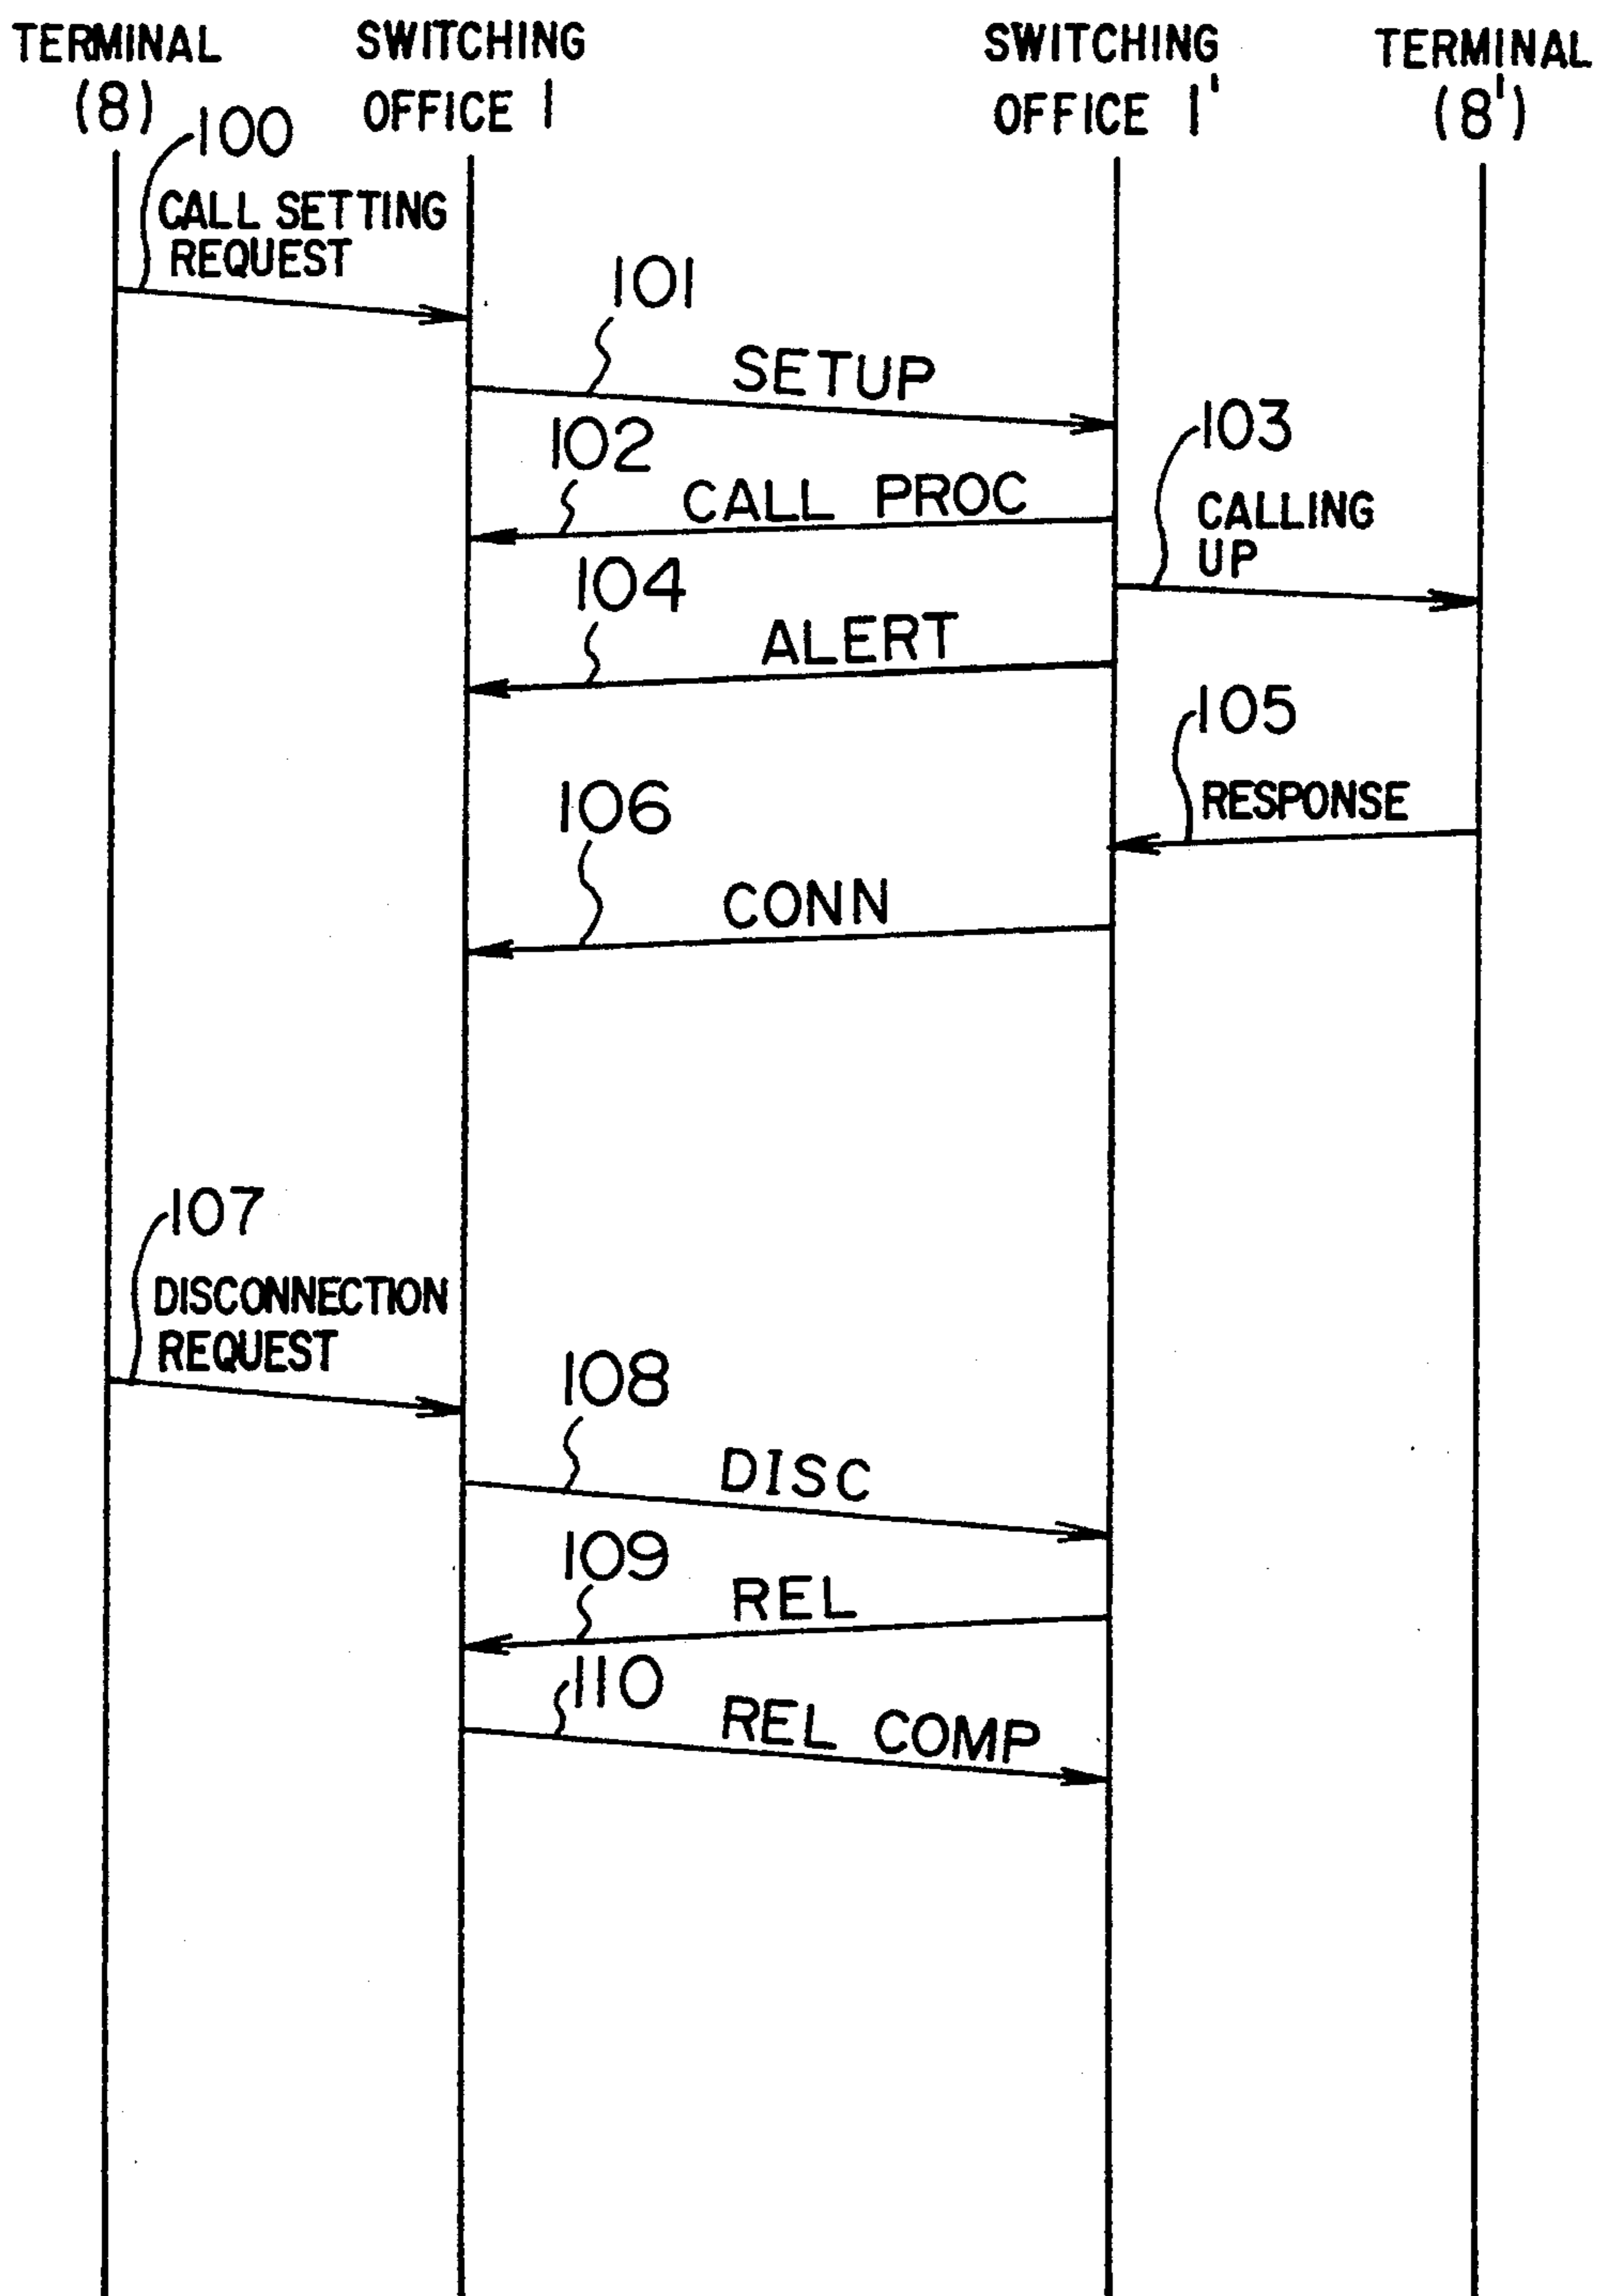 TERMINAL
(8)
SWITCHING
OFFICE 1
SWITCHING
OFFICE 1'
TERMINAL
(8')
100
CALL SETTING
REQUEST
101
SETUP
102
CALL PROC
103
CALLING
UP
104
ALERT
105
RESPONSE
106
CONN
107
DISCONNECTION
REQUEST
108
DISC
109
REL
110
REL COMP